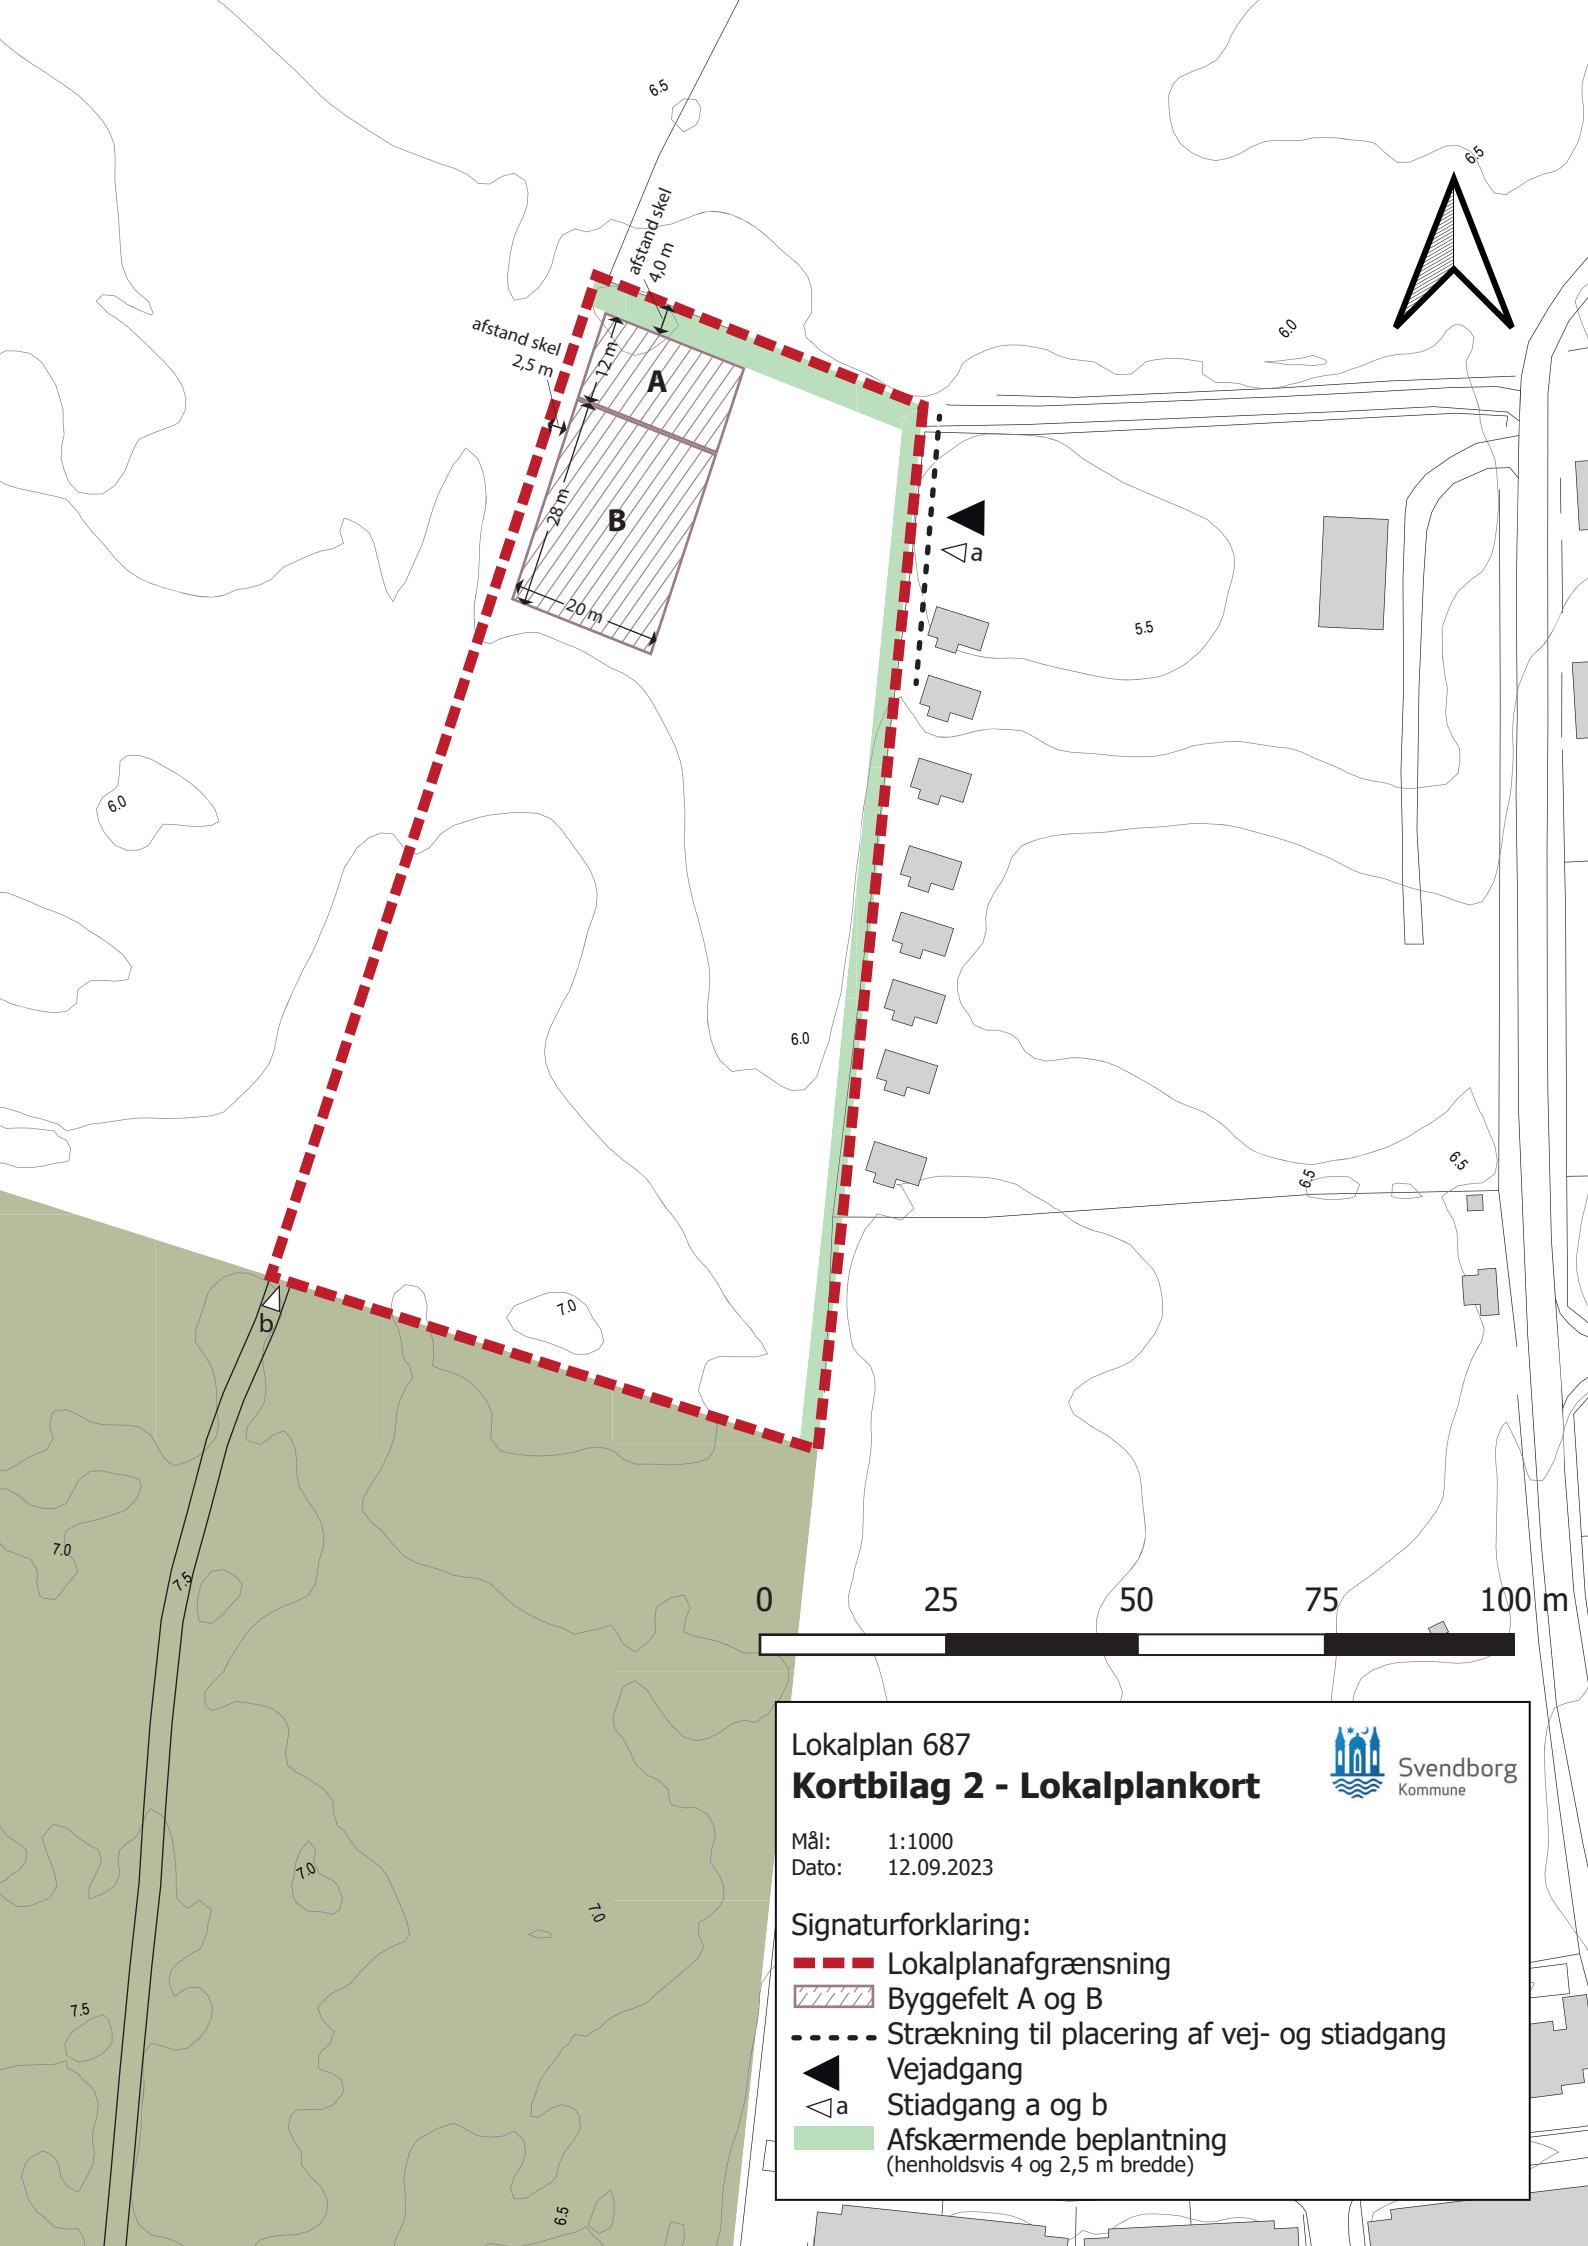 6.5
6.5
afstand skel
4,0 m
6.0
afstand skel
2,5 m
12 m
A
28 m
B
20 m
a
5.5
6.0
6.0
6.5
6.5
7.0
b
7.0
7.5
0 25 50 75 100 m
Lokalplan 687
Kortbilag 2 - Lokalplankort
Svendborg
Kommune
Mål: 1:1000
Dato: 12.09.2023
7.0
7.0
Signaturforklaring:
Lokalplanafgrænsning
Byggefelt A og B
7.5
Strækning til placering af vej- og stiadgang
Vejadgang
a Stiadgang a og b
Afskærmende beplantning
(henholdsvis 4 og 2,5 m bredde)
6.5